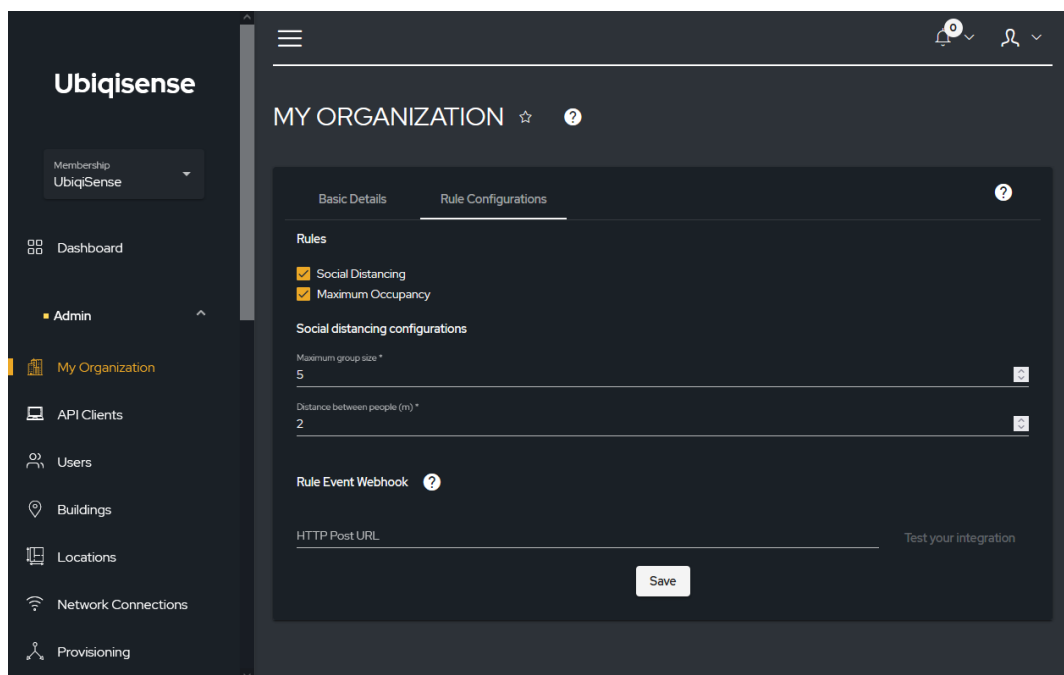 0
Ubiqisense
MY ORGANIZATION
?
Membership
UbiqiSense
Basic Details
Rule Configurations
?
Dashboard
Rules
Social Distancing
Maximum Occupancy
Admin
Social distancing configurations
Maximum group size *
5
My Organization
Distance between people (m) *
2
API Clients
Users
Rule Event Webhook ?
Buildings
HTTP Post URL
Test your integration
Locations
Save
Network Connections
Provisioning